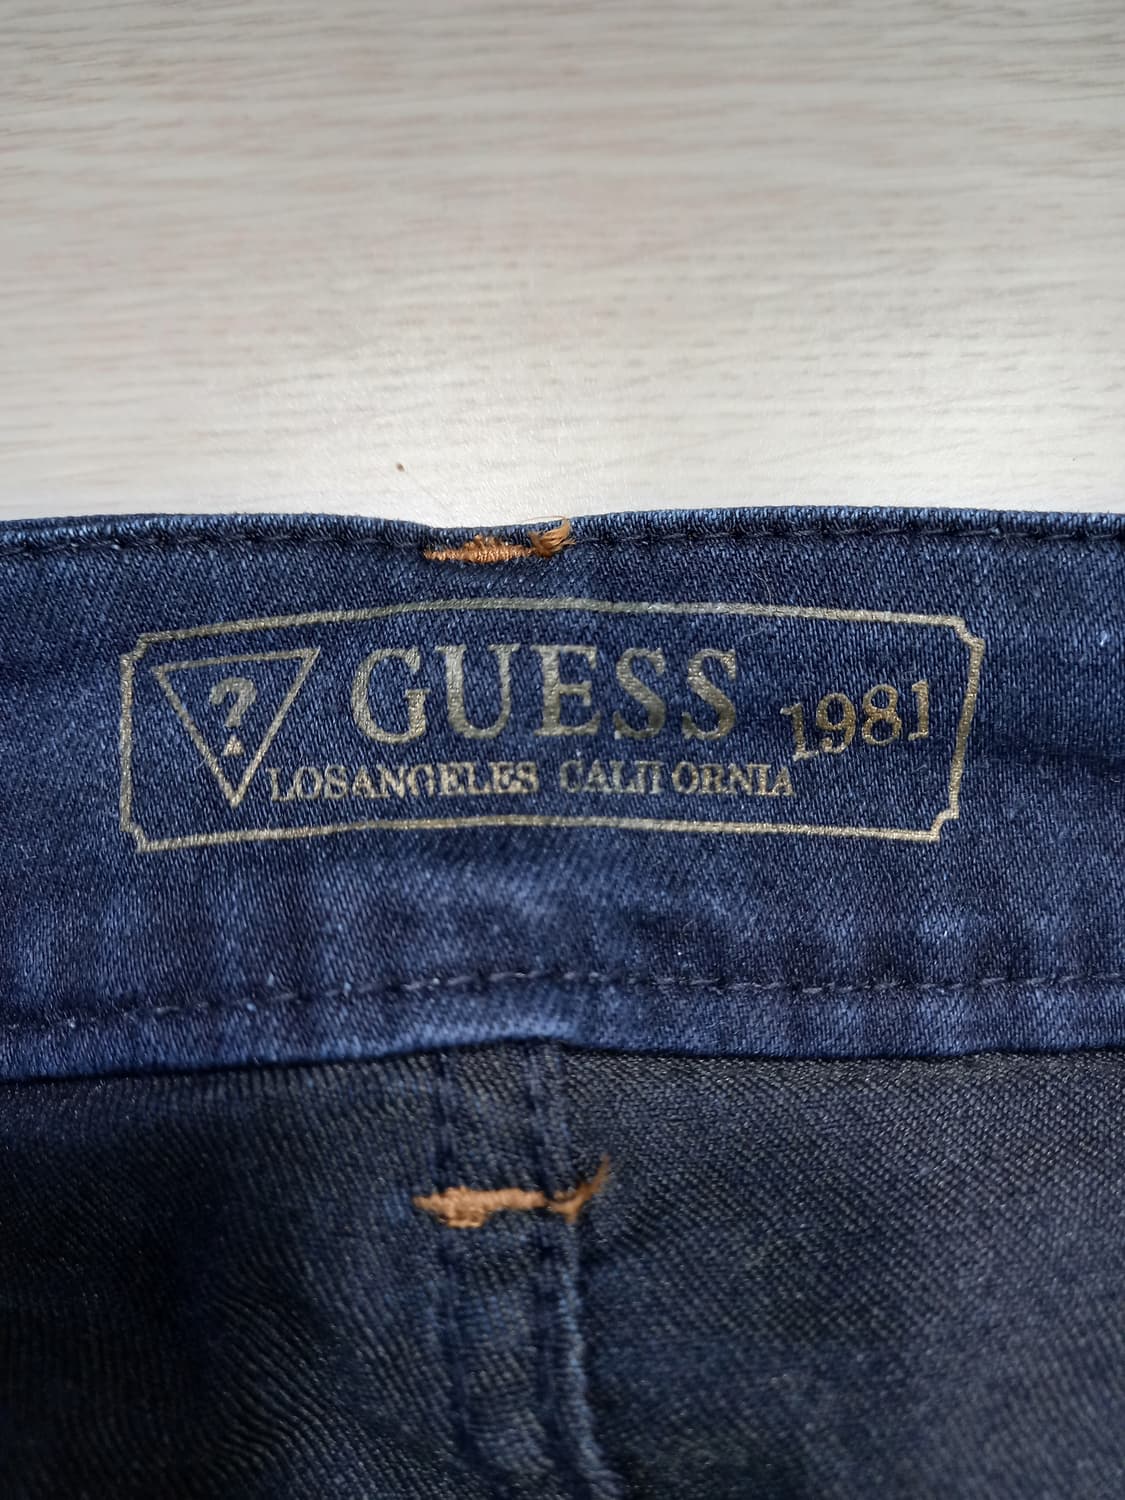 ?
GUESS
1981
LOSANGELES CALIFORNIA